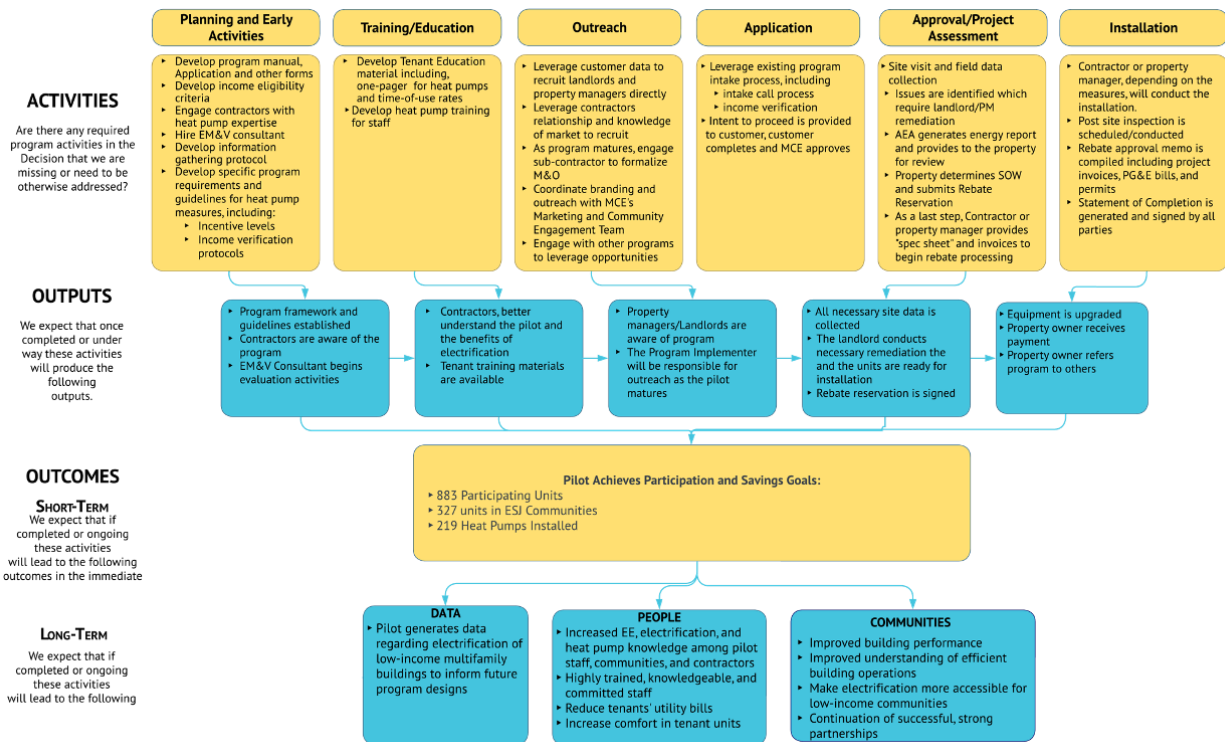 Planning and Early
Activities
Training/Education
Outreach
Application
Approval/Project
Assessment
Installation
ACTIVITIES
Are there any required
program activities in the
Decision that we are
missing or need to be
otherwise addressed?
‣ Develop program manual,
Application and other forms
‣ Develop income eligibility
criteria
‣ Engage contractors with
heat pump expertise
‣ Hire EM&V consultant
‣ Develop information
gathering protocol
‣ Develop specific program
requirements and
guidelines for heat pump
measures, including:
‣ Incentive levels
‣ Income verification
protocols
‣ Develop Tenant Education
material including,
one-pager for heat pumps
and time-of-use rates
‣ Develop heat pump training
for staff
‣ Leverage customer data to
recruit landlords and
property managers directly
‣ Leverage contractors
relationship and knowledge
of market to recruit
‣ As program matures, engage
sub-contractor to formalize
M&O
‣ Coordinate branding and
outreach with MCE's
Marketing and Community
Engagement Team
‣ Engage with other programs
to leverage opportunities
‣ Leverage existing program
intake process, including
‣ intake call process
‣ income verification
‣ Intent to proceed is provided
to customer, customer
completes and MCE approves
‣ Site visit and field data
collection
‣ Issues are identified which
require landlord/PM
remediation
‣ AEA generates energy report
and provides to the property
for review
‣ Property determines SOW
and submits Rebate
Reservation
‣ As a last step, Contractor or
property manager provides
"spec sheet" and invoices to
begin rebate processing
‣ Contractor or property
manager, depending on the
measures, will conduct the
installation.
‣ Post site inspection is
scheduled/conducted
‣ Rebate approval memo is
compiled including project
invoices, PG&E bills, and
permits
‣ Statement of Completion is
generated and signed by all
parties
OUTPUTS
We expect that once
completed or under
way these activities
will produce the
following
outputs.
‣ Program framework and
guidelines established
‣ Contractors are aware of the
program
‣ EM&V Consultant begins
evaluation activities
‣ Contractors, better
understand the pilot and
the benefits of
electrification
‣ Tenant training materials
are available
‣ Property
managers/Landlords are
aware of program
‣ The Program Implementer
will be responsible for
outreach as the pilot
matures
‣ All necessary site data is
collected
‣ The landlord conducts
necessary remediation the
and the units are ready for
installation
‣ Rebate reservation is signed
‣ Equipment is upgraded
‣ Property owner receives
payment
‣ Property owner refers
program to others
OUTCOMES
SHORT-TERM
We expect that if
completed or ongoing
these activities
will lead to the following
outcomes in the immediate
Pilot Achieves Participation and Savings Goals:
‣ 883 Participating Units
‣ 327 units in ESJ Communities
‣ 219 Heat Pumps Installed
LONG-TERM
We expect that if
completed or ongoing
these activities
will lead to the following
DATA
‣ Pilot generates data
regarding electrification of
low-income multifamily
buildings to inform future
program designs
PEOPLE
‣ Increased EE, electrification, and
heat pump knowledge among pilot
staff, communities, and contractors
‣ Highly trained, knowledgeable, and
committed staff
‣ Reduce tenants' utility bills
‣ Increase comfort in tenant units
COMMUNITIES
‣ Improved building performance
‣ Improved understanding of efficient
building operations
‣ Make electrification more accessible for
low-income communities
‣ Continuation of successful, strong
partnerships